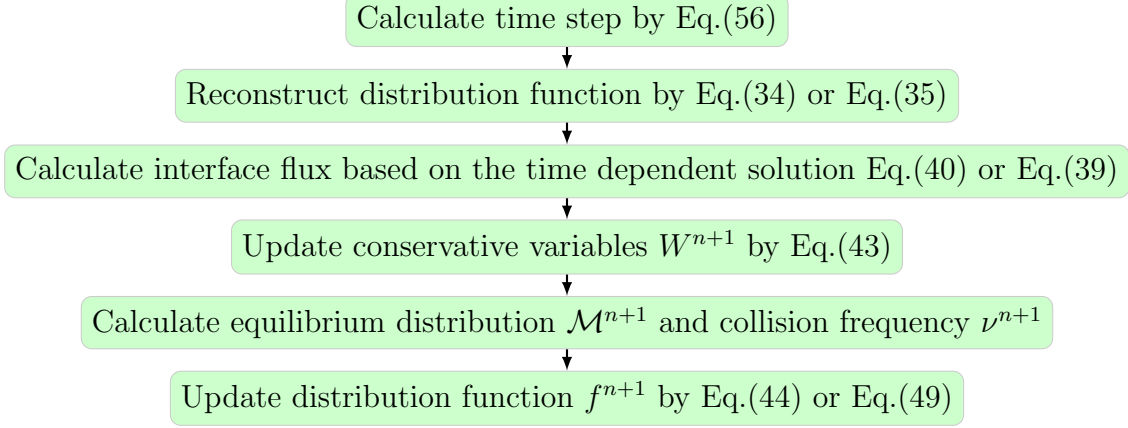 Calculate time step by Eq.(56)
Reconstruct distribution function by Eq.(34) or Eq.(35)
Calculate interface flux based on the time dependent solution Eq.(40) or Eq.(39)
Update conservative variables $W^{n+1}$ by Eq.(43)
Calculate equilibrium distribution $\mathcal{M}^{n+1}$ and collision frequency $\nu^{n+1}$
Update distribution function $f^{n+1}$ by Eq.(44) or Eq.(49)